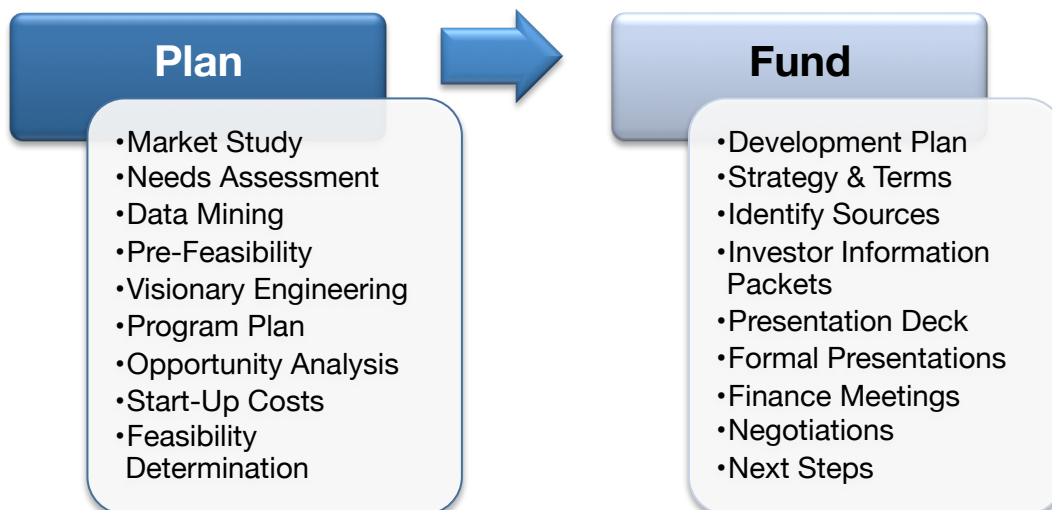 Plan
•Market Study
•Needs Assessment
•Data Mining
•Pre-Feasibility
•Visionary Engineering
•Program Plan
•Opportunity Analysis
•Start-Up Costs
•Feasibility
Determination
Fund
•Development Plan
•Strategy & Terms
•Identify Sources
•Investor Information
Packets
•Presentation Deck
•Formal Presentations
•Finance Meetings
•Negotiations
•Next Steps